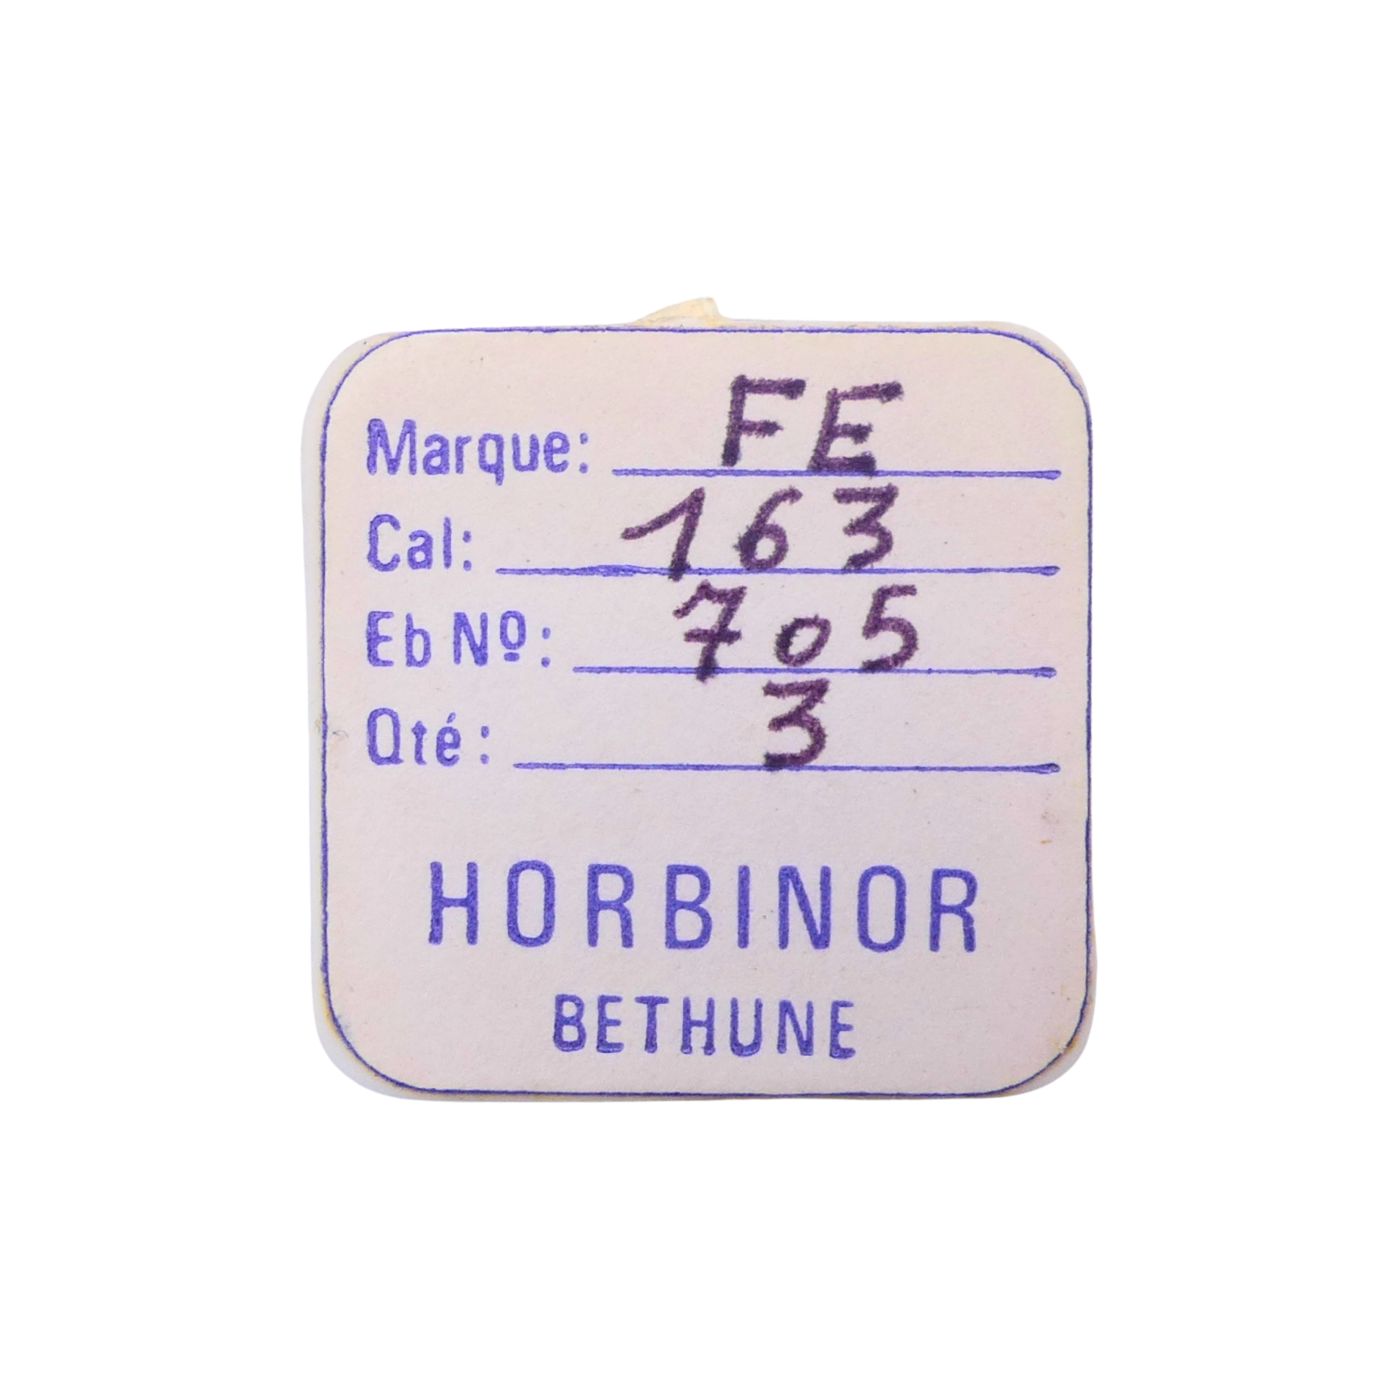 Marque: FE
Cal: 163
Eb Nº: 705
Qté: 3
HORBINOR
BETHUNE